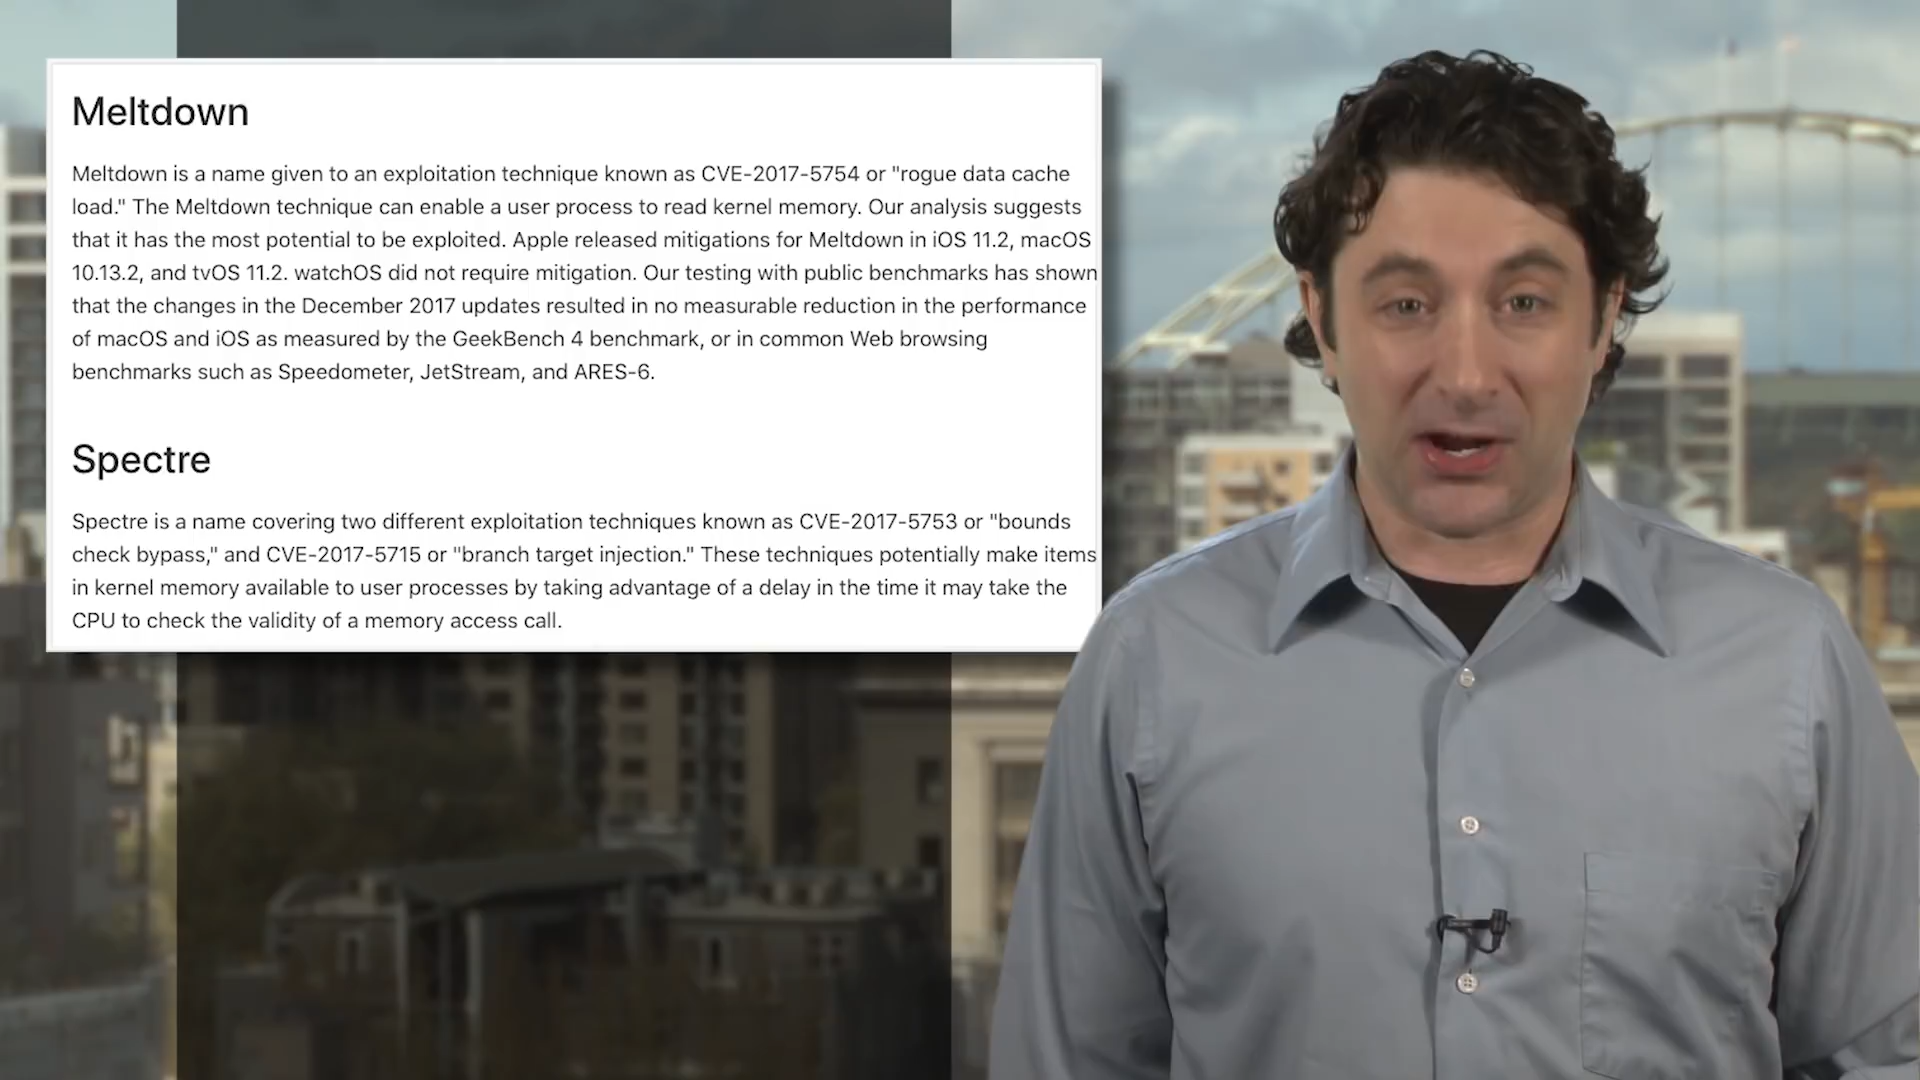 Meltdown
Meltdown is a name given to an exploitation technique known as CVE-2017-5754 or "rogue data cache
load." The Meltdown technique can enable a user process to read kernel memory. Our analysis suggests
that it has the most potential to be exploited. Apple released mitigations for Meltdown in iOS 11.2, macOS
10.13.2, and tvOS 11.2. watchOS did not require mitigation. Our testing with public benchmarks has shown
that the changes in the December 2017 updates resulted in no measurable reduction in the performance
of macOS and iOS as measured by the GeekBench 4 benchmark, or in common Web browsing
benchmarks such as Speedometer, JetStream, and ARES-6.
Spectre
Spectre is a name covering two different exploitation techniques known as CVE-2017-5753 or "bounds
check bypass," and CVE-2017-5715 or "branch target injection." These techniques potentially make items
in kernel memory available to user processes by taking advantage of a delay in the time it may take the
CPU to check the validity of a memory access call.